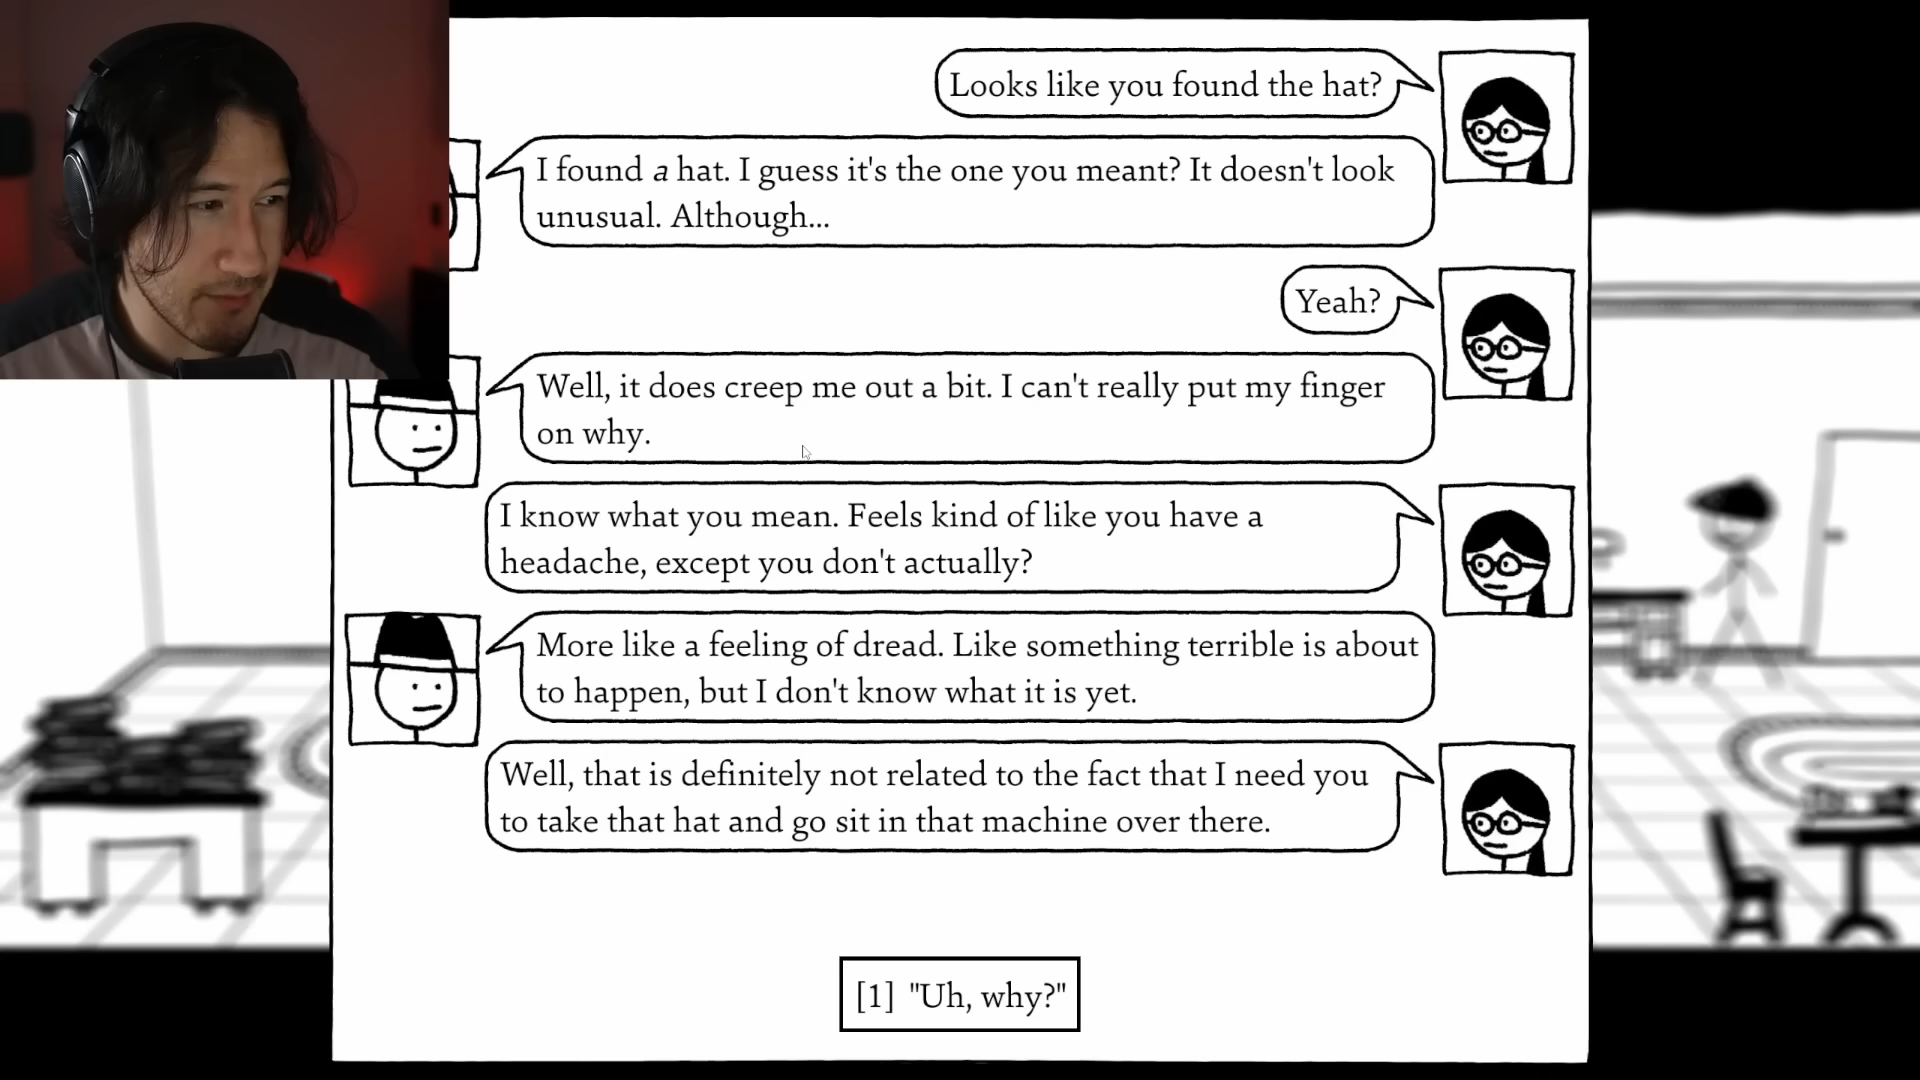 Looks like you found the hat?
I found a hat. I guess it's the one you meant? It doesn't look
unusual. Although...
Yeah?
Well, it does creep me out a bit. I can't really put my finger
on why.
I know what you mean. Feels kind of like you have a
headache, except you don't actually?
More like a feeling of dread. Like something terrible is about
to happen, but I don't know what it is yet.
Well, that is definitely not related to the fact that I need you
to take that hat and go sit in that machine over there.
[1] "Uh, why?"